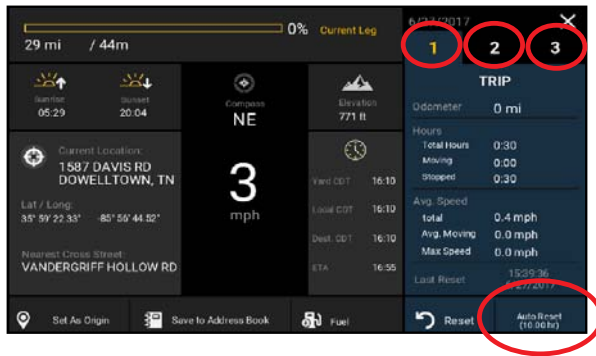 0% Current Leg
29 mi / 44m
Sunrise
05:29
Sunset
20:04
Compass
NE
Elevation
771 ft
Current Location:
1587 DAVIS RD
DOWELLTOWN, TN
Lat / Long:
35° 59' 22.33" -85° 56' 44.52"
Nearest Cross Street:
VANDERGRIFF HOLLOW RD
3
mph
Yard CDT 16:10
Local CDT 16:10
Dest. CDT 16:10
ETA 16:55
Set As Origin
Save to Address Book
Fuel
6/27/2017
1 2 3
TRIP
Odometer 0 mi
Hours
Total Hours 0:30
Moving 0:00
Stopped 0:30
Avg. Speed
total 0.4 mph
Avg. Moving 0.0 mph
Max Speed 0.0 mph
Last Reset 15:39:36
6/27/2017
Reset
Auto Reset
(10.00 hr)